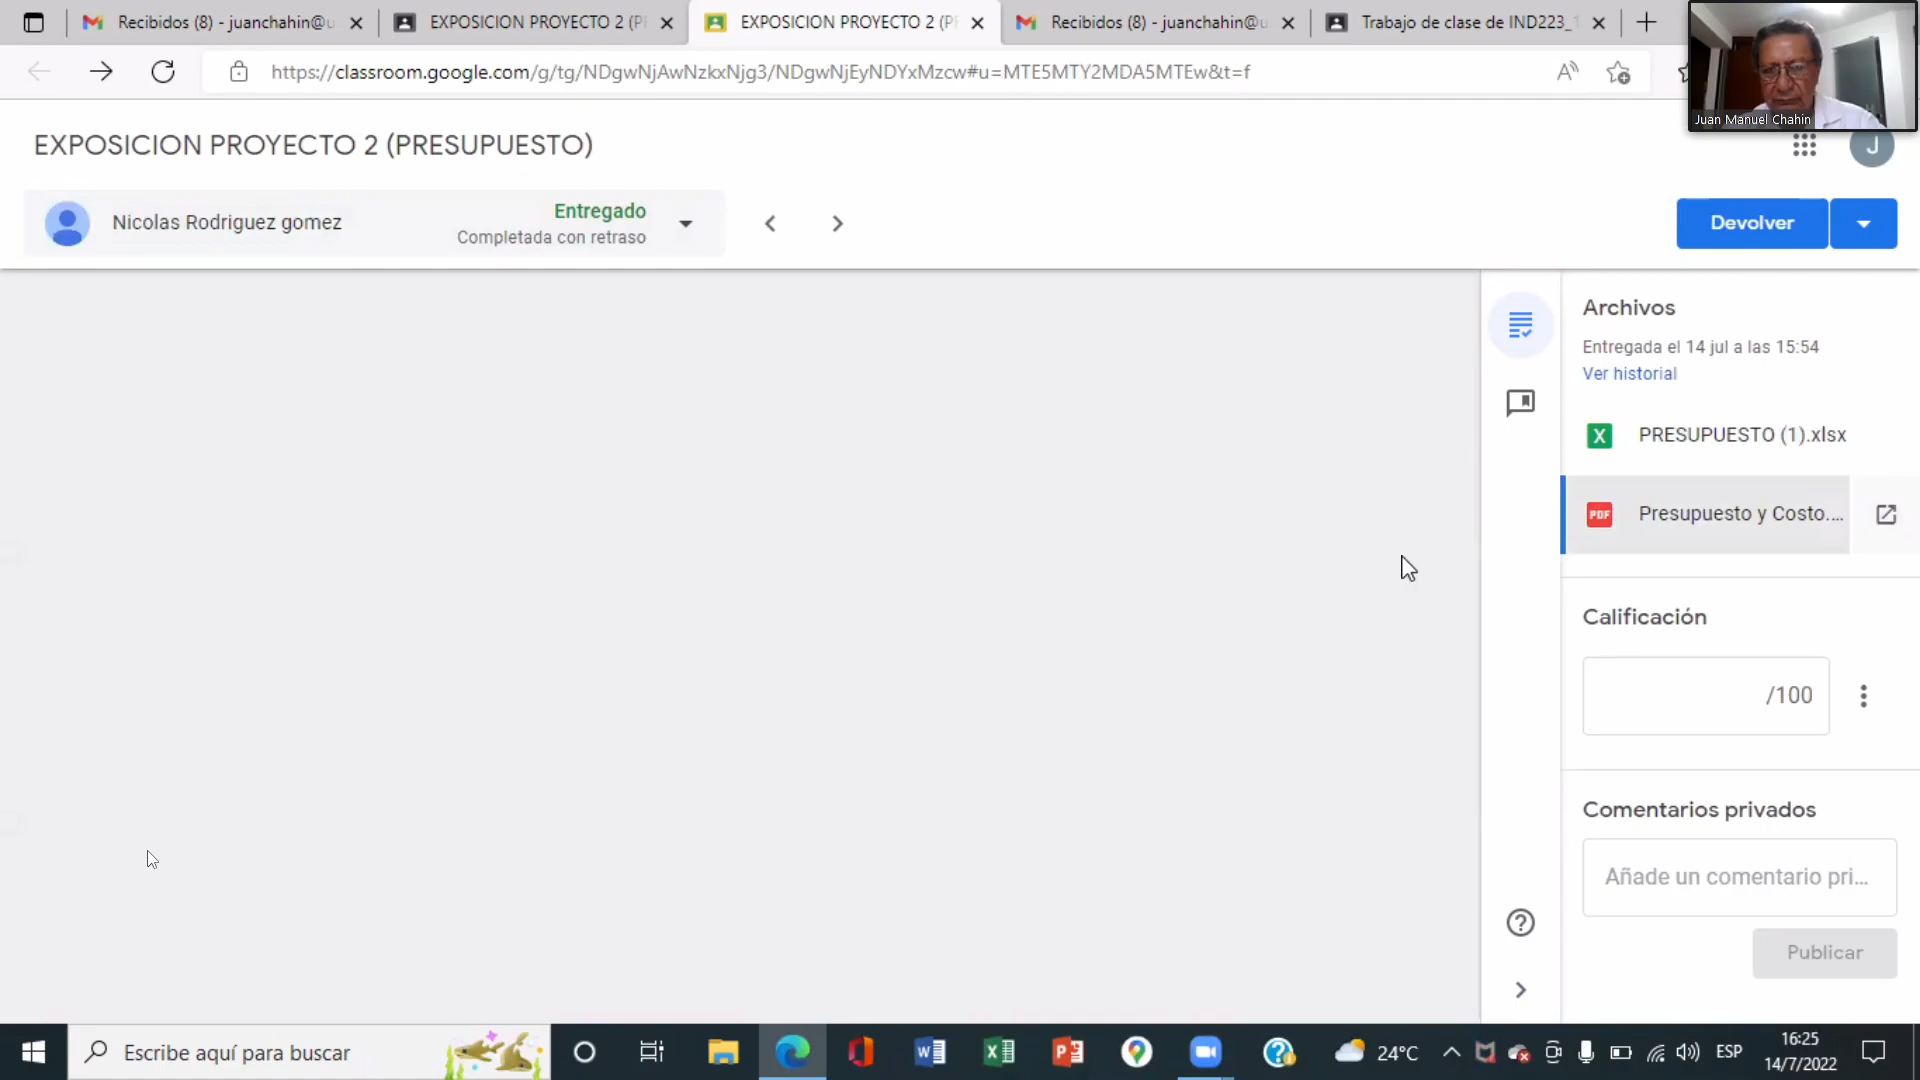 Recibidos (8) - juanchahin@u
EXPOSICION PROYECTO 2 (P
EXPOSICION PROYECTO 2 (P
Recibidos (8) - juanchahin@u
Trabajo de clase de IND223_
https://classroom.google.com/g/tg/NDgwNjAwNzkxNjg3/NDgwNjEyNDYxMzcw#u=MTE5MTY2MDA5MTEw&t=f
Juan Manuel Chahin
EXPOSICION PROYECTO 2 (PRESUPUESTO)
J
Nicolas Rodriguez gomez
Entregado
Completada con retraso
Devolver
Archivos
Entregada el 14 jul a las 15:54
Ver historial
PRESUPUESTO (1).xlsx
PDF
Presupuesto y Costo....
Calificación
/100
Comentarios privados
Añade un comentario pri...
Publicar
Escribe aquí para buscar
24°C
ESP
16:25
14/7/2022